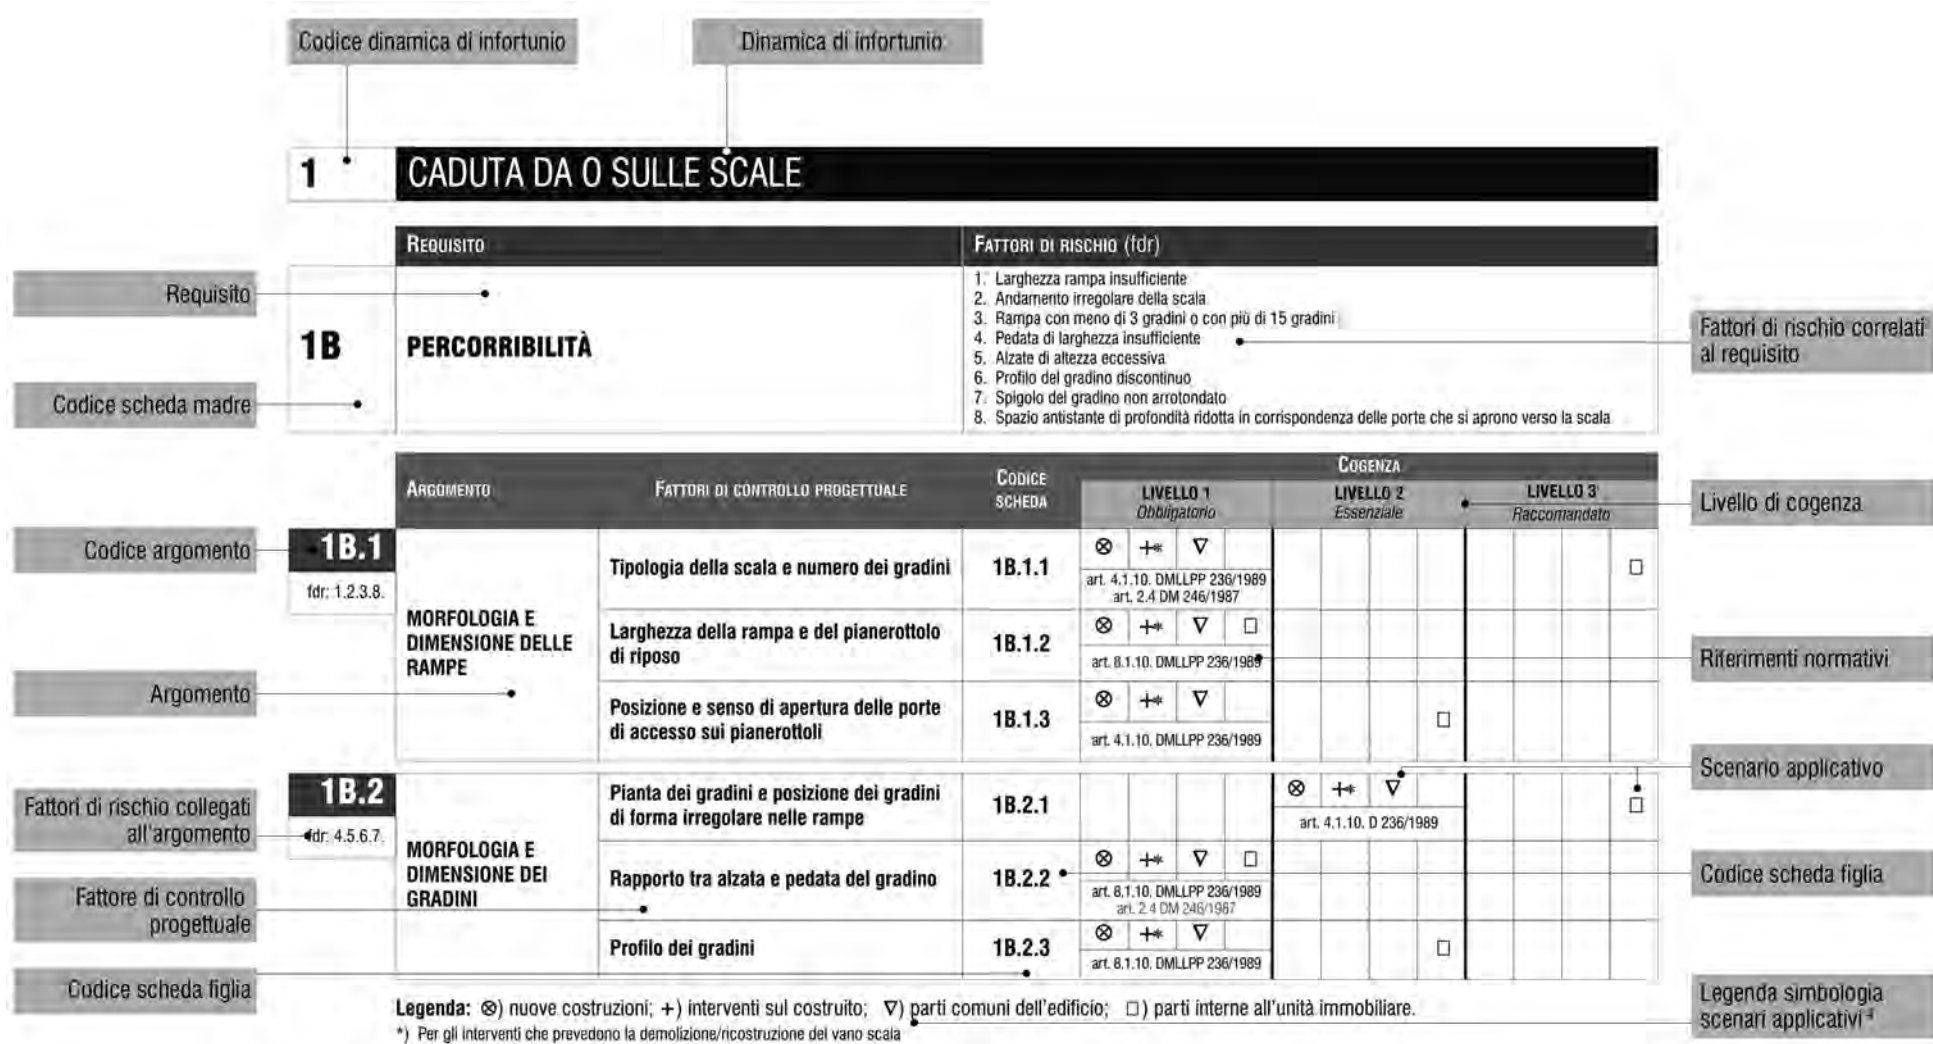 Codice dinamica di infortunio
Dinamica di infortunio
1
CADUTA DA O SULLE SCALE
REQUISITO
FATTORI DI RISCHIO (fdr)
Requisito
1B
PERCORRIBILITÀ
Codice scheda madre
1. Larghezza rampa insufficiente
2. Andamento irregolare della scala
3. Rampa con meno di 3 gradini o con più di 15 gradini
4. Pedata di larghezza insufficiente
5. Alzate di altezza eccessiva
6. Profilo del gradino discontinuo
7. Spigolo del gradino non arrotondato
8. Spazio antistante di profondità ridotta in corrispondenza delle porte che si aprono verso la scala
Fattori di rischio correlati
al requisito
ARGOMENTO
FATTORI DI CONTROLLO PROGETTUALE
CODICE
SCHEDA
COGENZA
LIVELLO 1
Obbligatorio
LIVELLO 2
Essenziale
LIVELLO 3
Raccomandato
Livello di cogenza
Codice argomento
1B.1
fdr: 1.2.3.8.
MORFOLOGIA E
DIMENSIONE DELLE
RAMPE
Argomento
Tipologia della scala e numero dei gradini
1B.1.1
⊗ +* ∇ □
art. 4.1.10. DMLLPP 236/1989
art. 2.4 DM 246/1987
Larghezza della rampa e del pianerottolo
di riposo
1B.1.2
⊗ +* ∇ □
art. 8.1.10. DMLLPP 236/1989
Riferimenti normativi
Posizione e senso di apertura delle porte
di accesso sui pianerottoli
1B.1.3
⊗ +* ∇ □
art. 4.1.10. DMLLPP 236/1989
Scenario applicativo
1B.2
Fattori di rischio collegati
all'argomento
fdr: 4.5.6.7.
MORFOLOGIA E
DIMENSIONE DEI
GRADINI
Pianta dei gradini e posizione dei gradini
di forma irregolare nelle rampe
1B.2.1
⊗ +* ∇ □
art. 4.1.10. D 236/1989
Fattore di controllo
progettuale
Rapporto tra alzata e pedata del gradino
1B.2.2
⊗ +* ∇ □
art. 8.1.10. DMLLPP 236/1989
art. 2.4 DM 246/1987
Codice scheda figlia
Profilo dei gradini
1B.2.3
⊗ +* ∇ □
art. 8.1.10. DMLLPP 236/1989
Codice scheda figlia
Legenda: ⊗) nuove costruzioni; +) interventi sul costruito; ∇) parti comuni dell'edificio; □) parti interne all'unità immobiliare.
*) Per gli interventi che prevedono la demolizione/ricostruzione del vano scala
Legenda simbologia
scenari applicativi